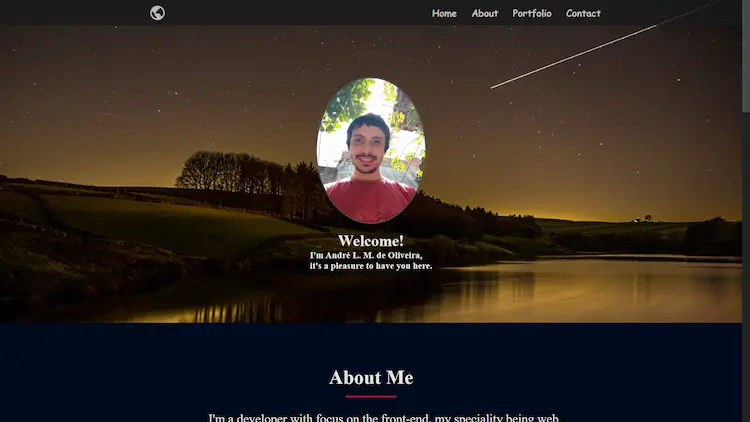 Home About Portfolio Contact
Welcome!
I'm André L. M. de Oliveira,
it's a pleasure to have you here.
About Me
I'm a developer with focus on the front-end, my speciality being web